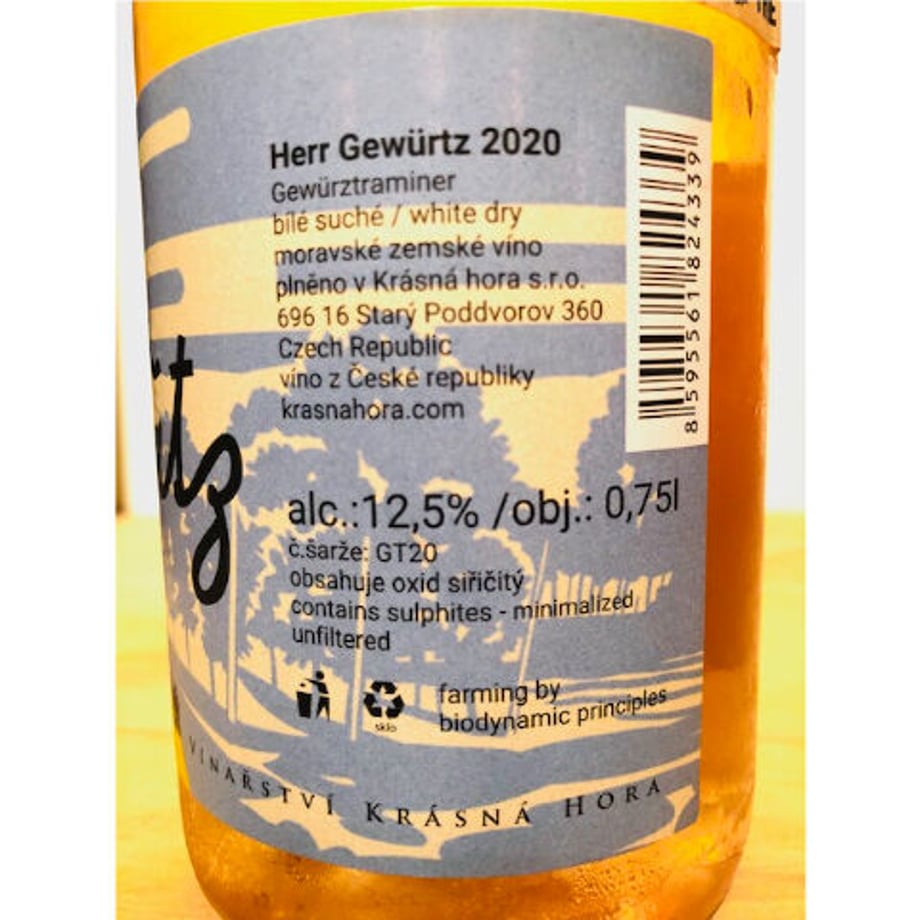 Herr Gewürtz 2020
Gewürztraminer
bílé suché / white dry
moravské zemské víno
plněno v Krásná hora s.r.o.
696 16 Starý Poddvorov 360
Czech Republic
víno z České republiky
krasnahora.com
8 595561 824339
alc.:12,5% /obj.: 0,75l
č.šarže: GT20
obsahuje oxid siřičitý
contains sulphites - minimalized
unfiltered
sklo
farming by
biodynamic principles
VINAŘSTVÍ KRÁSNÁ HORA